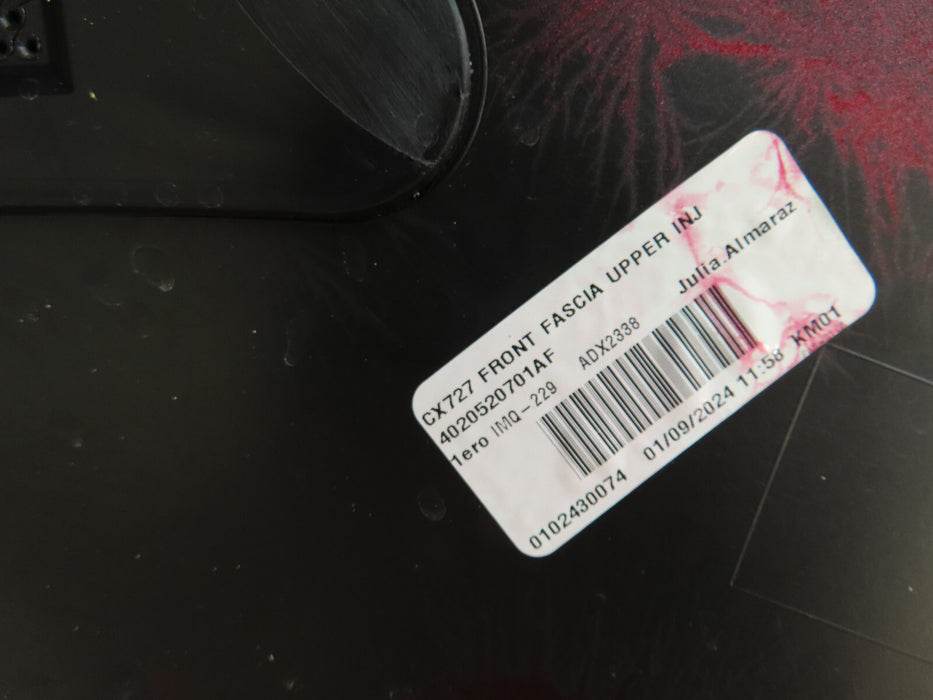 CX727 FRONT FASCIA UPPER INJ
4020520701AF Julia.Almaraz
1ero IMQ-229 ADX2338
0102430074 01/09/2024 11:58 KM01